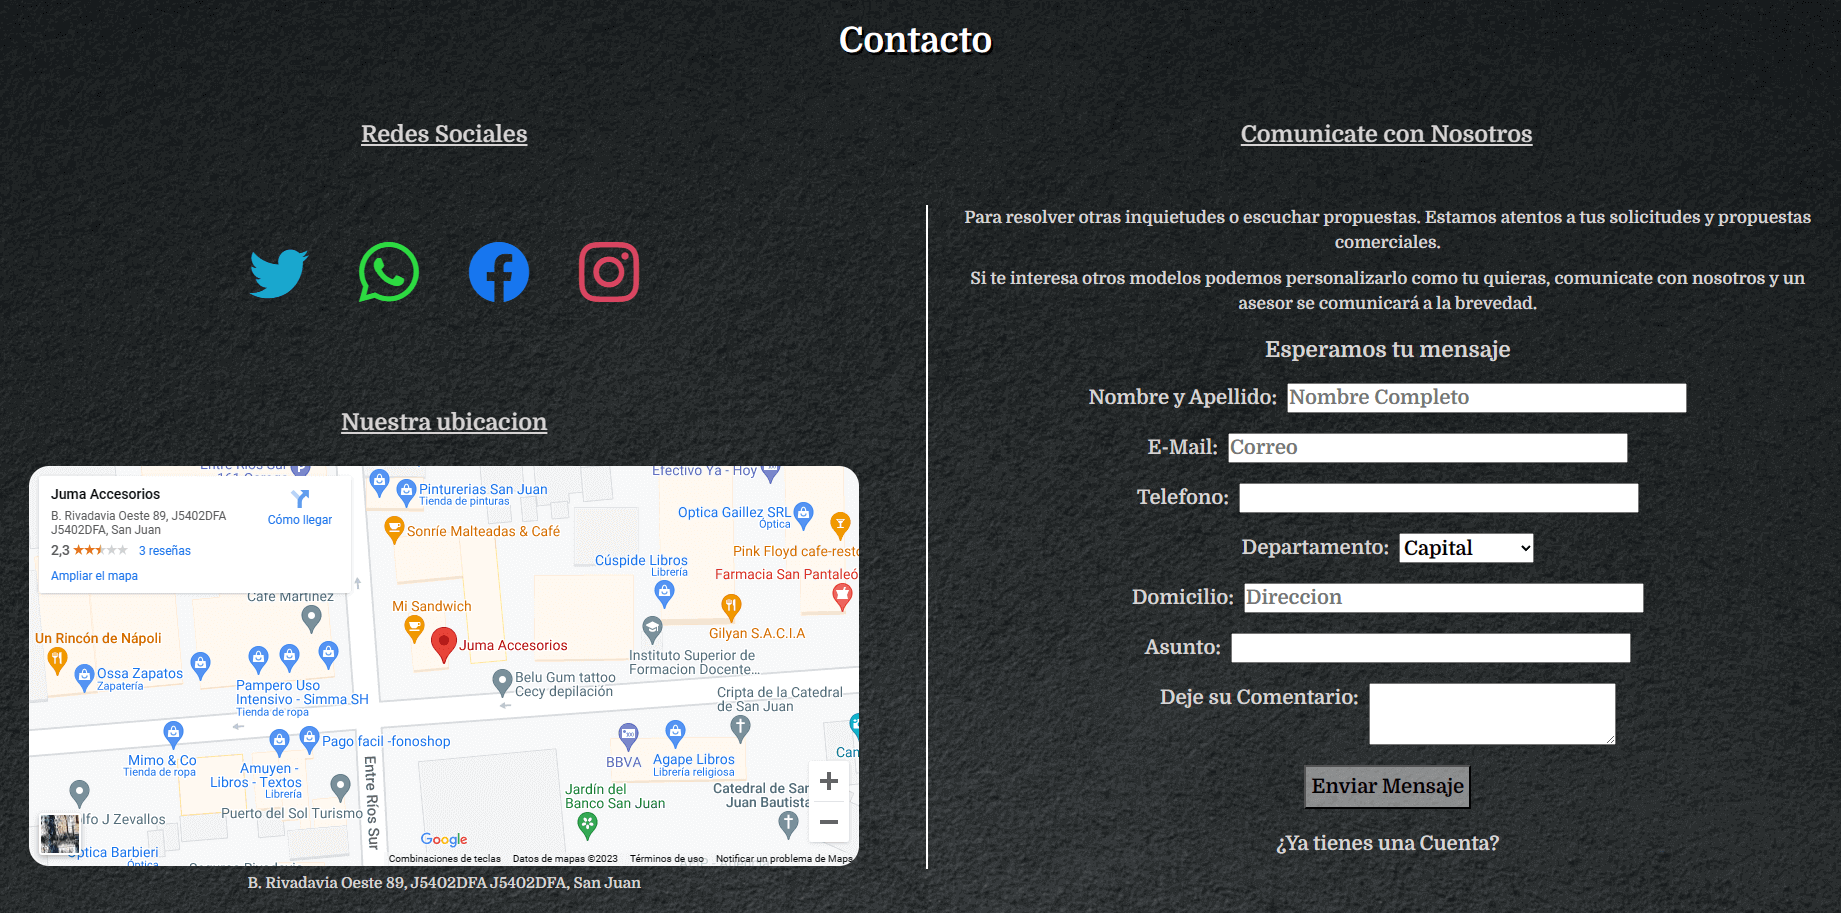 Contacto
Redes Sociales
Nuestra ubicacion
Juma Accesorios
B. Rivadavia Oeste 89, J5402DFA
J5402DFA, San Juan
Cómo llegar
2,3
3 reseñas
Ampliar el mapa
Efectivo Ya - Hoy
Pinturerias San Juan
Tienda de pinturas
Sonríe Malteadas & Café
Optica Gaillez SRL
Óptica
Pink Floyd cafe-resto
Cúspide Libros
Librería
Farmacia San Pantaleó
Café Martínez
Mi Sandwich
Gilyan S.A.C.I.A
Un Rincón de Nápoli
Juma Accesorios
Instituto Superior de
Formacion Docente...
Ossa Zapatos
Zapatería
Pampero Uso
Intensivo - Simma SH
Tienda de ropa
Belu Gum tattoo
Cecy depilación
Cripta de la Catedral
de San Juan
Pago facil -fonoshop
Mimo & Co
Tienda de ropa
Amuyen -
Libros - Textos
Librería
BBVA
Agape Libros
Librería religiosa
Can
Entre Ríos Sur
Jardín del
Banco San Juan
Catedral de San
Juan Bautista
Puerto del Sol Turismo
lfo J Zevallos
Óptica Barbieri
Óptica
Google
Combinaciones de teclas
Datos de mapas ©2023
Términos de uso
Notificar un problema de Maps
B. Rivadavia Oeste 89, J5402DFA J5402DFA, San Juan
Comunicate con Nosotros
Para resolver otras inquietudes o escuchar propuestas. Estamos atentos a tus solicitudes y propuestas
comerciales.
Si te interesa otros modelos podemos personalizarlo como tu quieras, comunicate con nosotros y un
asesor se comunicará a la brevedad.
Esperamos tu mensaje
Nombre y Apellido: Nombre Completo
E-Mail: Correo
Telefono:
Departamento: Capital
Domicilio: Direccion
Asunto:
Deje su Comentario:
Enviar Mensaje
¿Ya tienes una Cuenta?